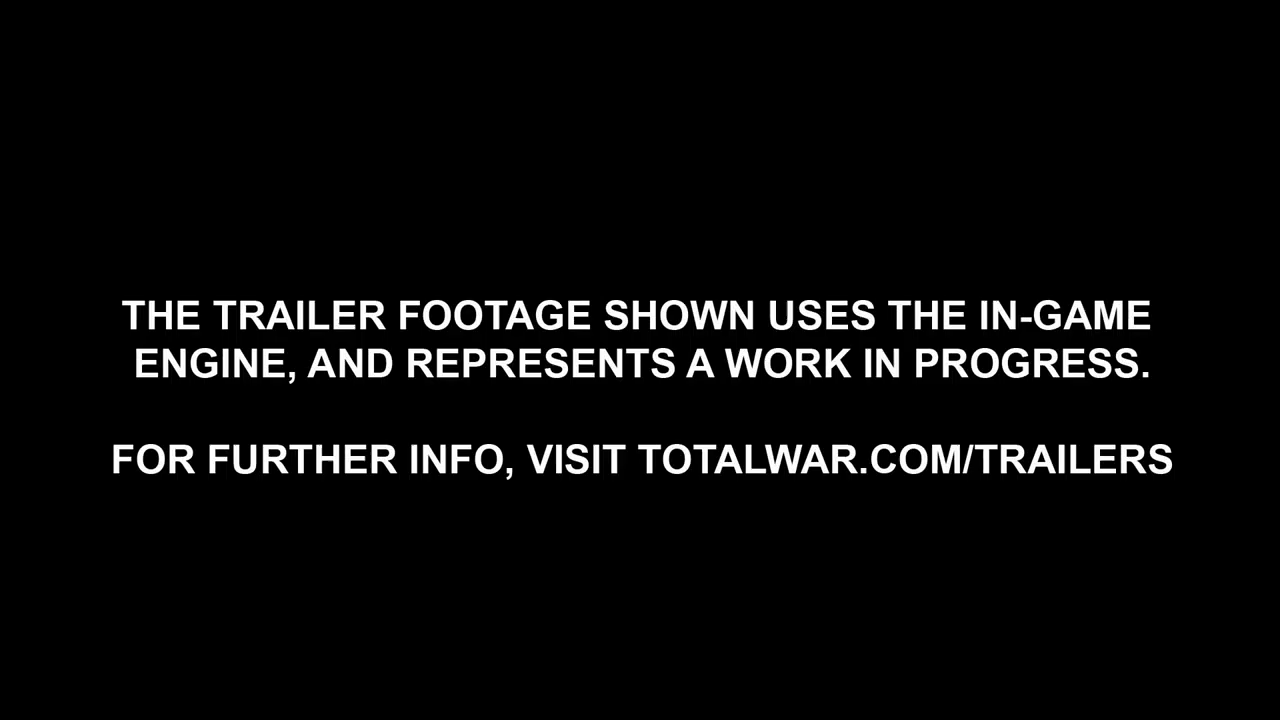 THE TRAILER FOOTAGE SHOWN USES THE IN-GAME
ENGINE, AND REPRESENTS A WORK IN PROGRESS.
FOR FURTHER INFO, VISIT TOTALWAR.COM/TRAILERS